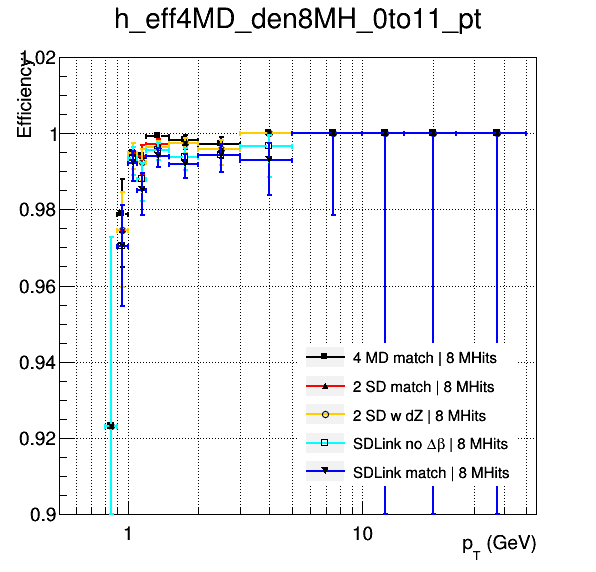 h_eff4MD_den8MH_0to11_pt
Efficiency
1.02
1
0.98
0.96
0.94
0.92
0.9
4 MD match | 8 MHits
2 SD match | 8 MHits
2 SD w dZ | 8 MHits
SDLink no Δβ | 8 MHits
SDLink match | 8 MHits
1 10
p_T (GeV)